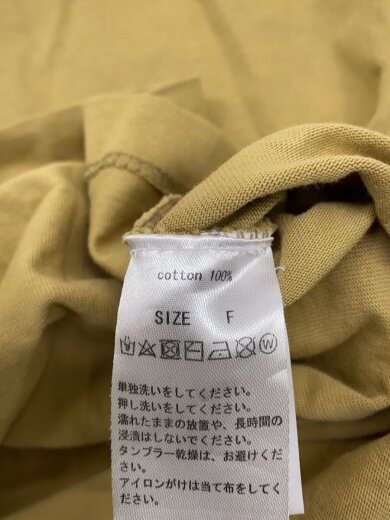 cotton 100%
SIZE F
単独洗いをしてください。
押し洗いをしてください。
濡れたままの放置や、長時間の
浸漬はしないでください。
タンブラー乾燥は、お避けくだ
さい。
アイロンがけは当て布をしてく
ださい。